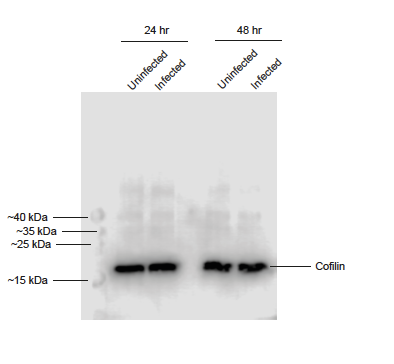 24 hr
48 hr
Uninfected
Infected
Uninfected
Infected
~40 kDa
~35 kDa
~25 kDa
Cofilin
~15 kDa